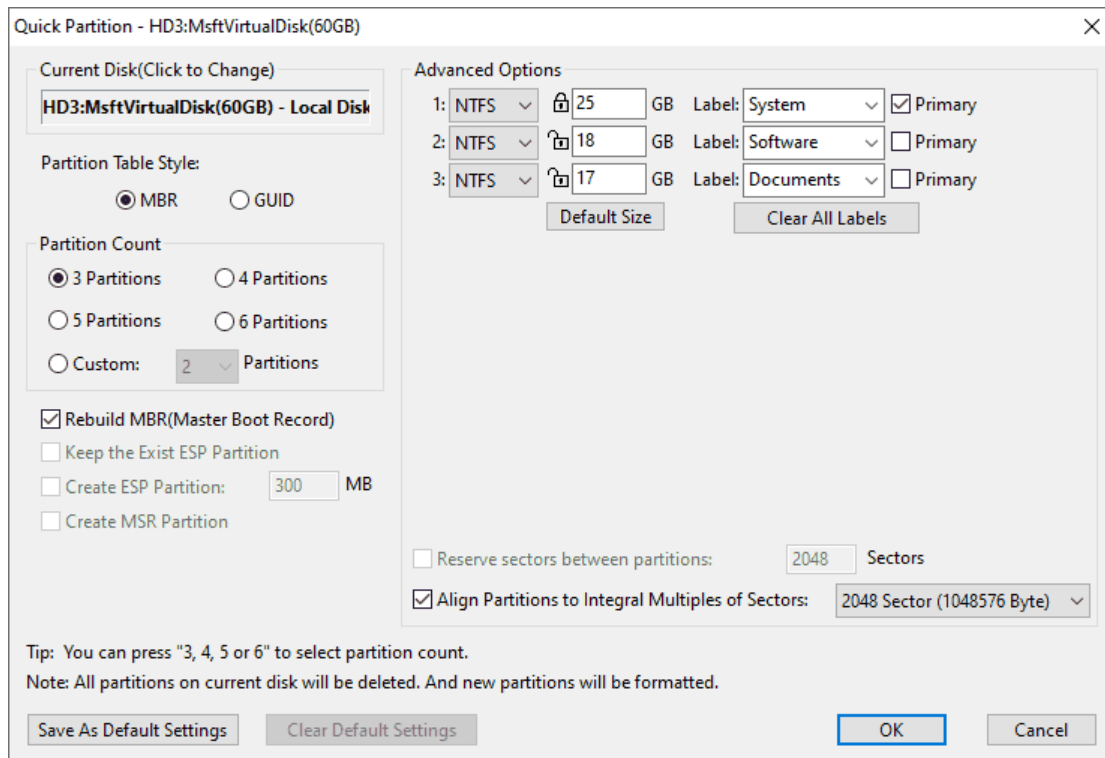 Quick Partition - HD3:MsftVirtualDisk(60GB)
Current Disk(Click to Change)
HD3:MsftVirtualDisk(60GB) - Local Disk
Partition Table Style:
MBR GUID
Partition Count
3 Partitions 4 Partitions
5 Partitions 6 Partitions
Custom: 2 Partitions
Rebuild MBR(Master Boot Record)
Keep the Exist ESP Partition
Create ESP Partition: 300 MB
Create MSR Partition
Advanced Options
1: NTFS 25 GB Label: System Primary
2: NTFS 18 GB Label: Software Primary
3: NTFS 17 GB Label: Documents Primary
Default Size Clear All Labels
Reserve sectors between partitions: 2048 Sectors
Align Partitions to Integral Multiples of Sectors: 2048 Sector (1048576 Byte)
Tip: You can press "3, 4, 5 or 6" to select partition count.
Note: All partitions on current disk will be deleted. And new partitions will be formatted.
Save As Default Settings Clear Default Settings OK Cancel